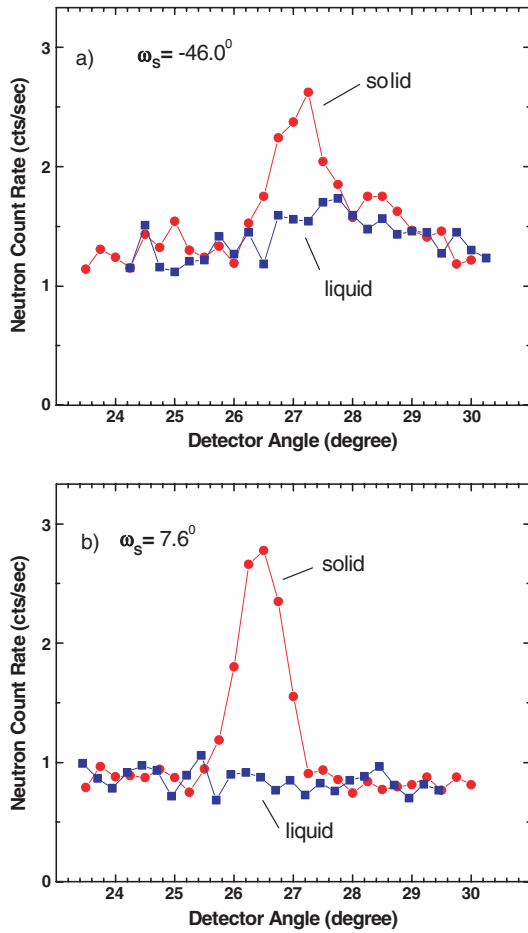 a) ωS= -46.0⁰
solid
liquid
3
2
1
0
24 25 26 27 28 29 30
Detector Angle (degree)
Neutron Count Rate (cts/sec)
b) ωS= 7.6⁰
solid
liquid
3
2
1
0
24 25 26 27 28 29 30
Detector Angle (degree)
Neutron Count Rate (cts/sec)